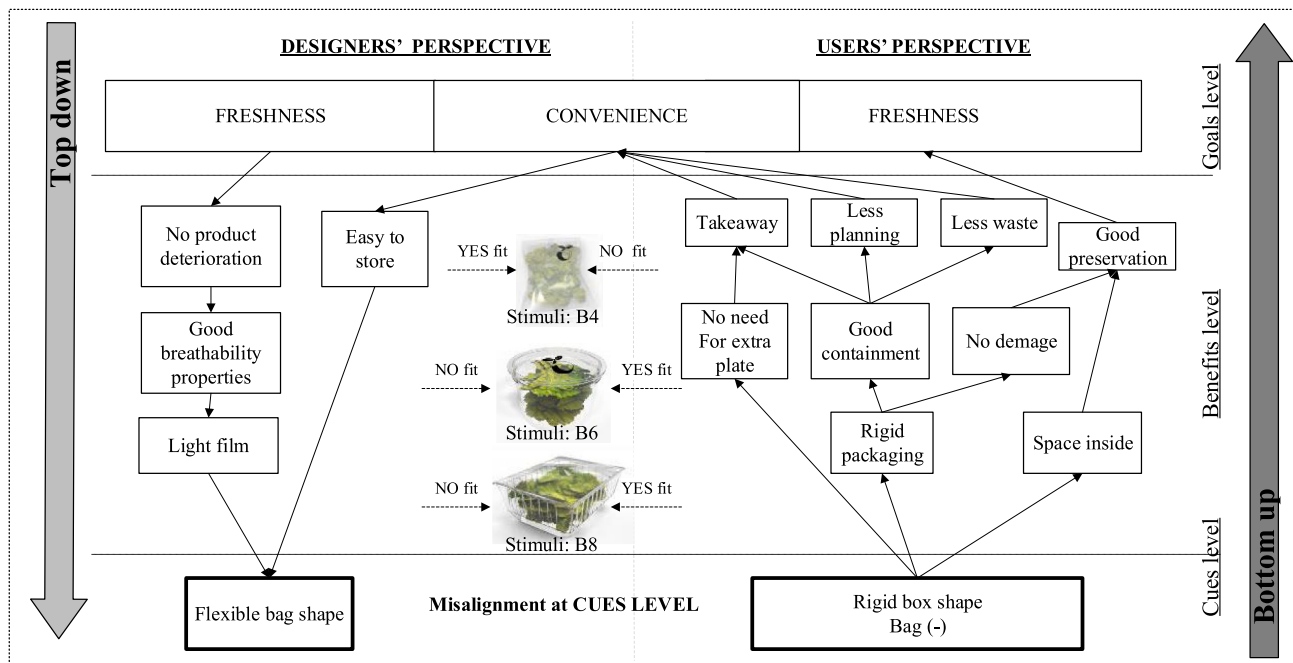 DESIGNERS’ PERSPECTIVE
USERS’ PERSPECTIVE
Top down
FRESHNESS
CONVENIENCE
FRESHNESS
Goals level
No product
deterioration
Easy to
store
Takeaway
Less
planning
Less waste
Good
preservation
YES fit
NO fit
Stimuli: B4
Good
breathability
properties
No need
For extra
plate
Good
containment
No demage
Benefits level
NO fit
YES fit
Stimuli: B6
Light film
Rigid
packaging
Space inside
NO fit
YES fit
Stimuli: B8
Flexible bag shape
Misalignment at CUES LEVEL
Rigid box shape
Bag (-)
Cues level
Bottom up